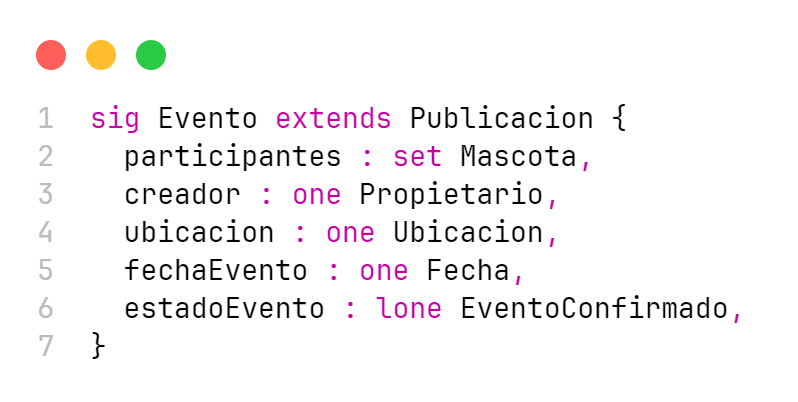 1 sig Evento extends Publicacion {
2 participantes : set Mascota,
3 creador : one Propietario,
4 ubicacion : one Ubicacion,
5 fechaEvento : one Fecha,
6 estadoEvento : lone EventoConfirmado,
7 }